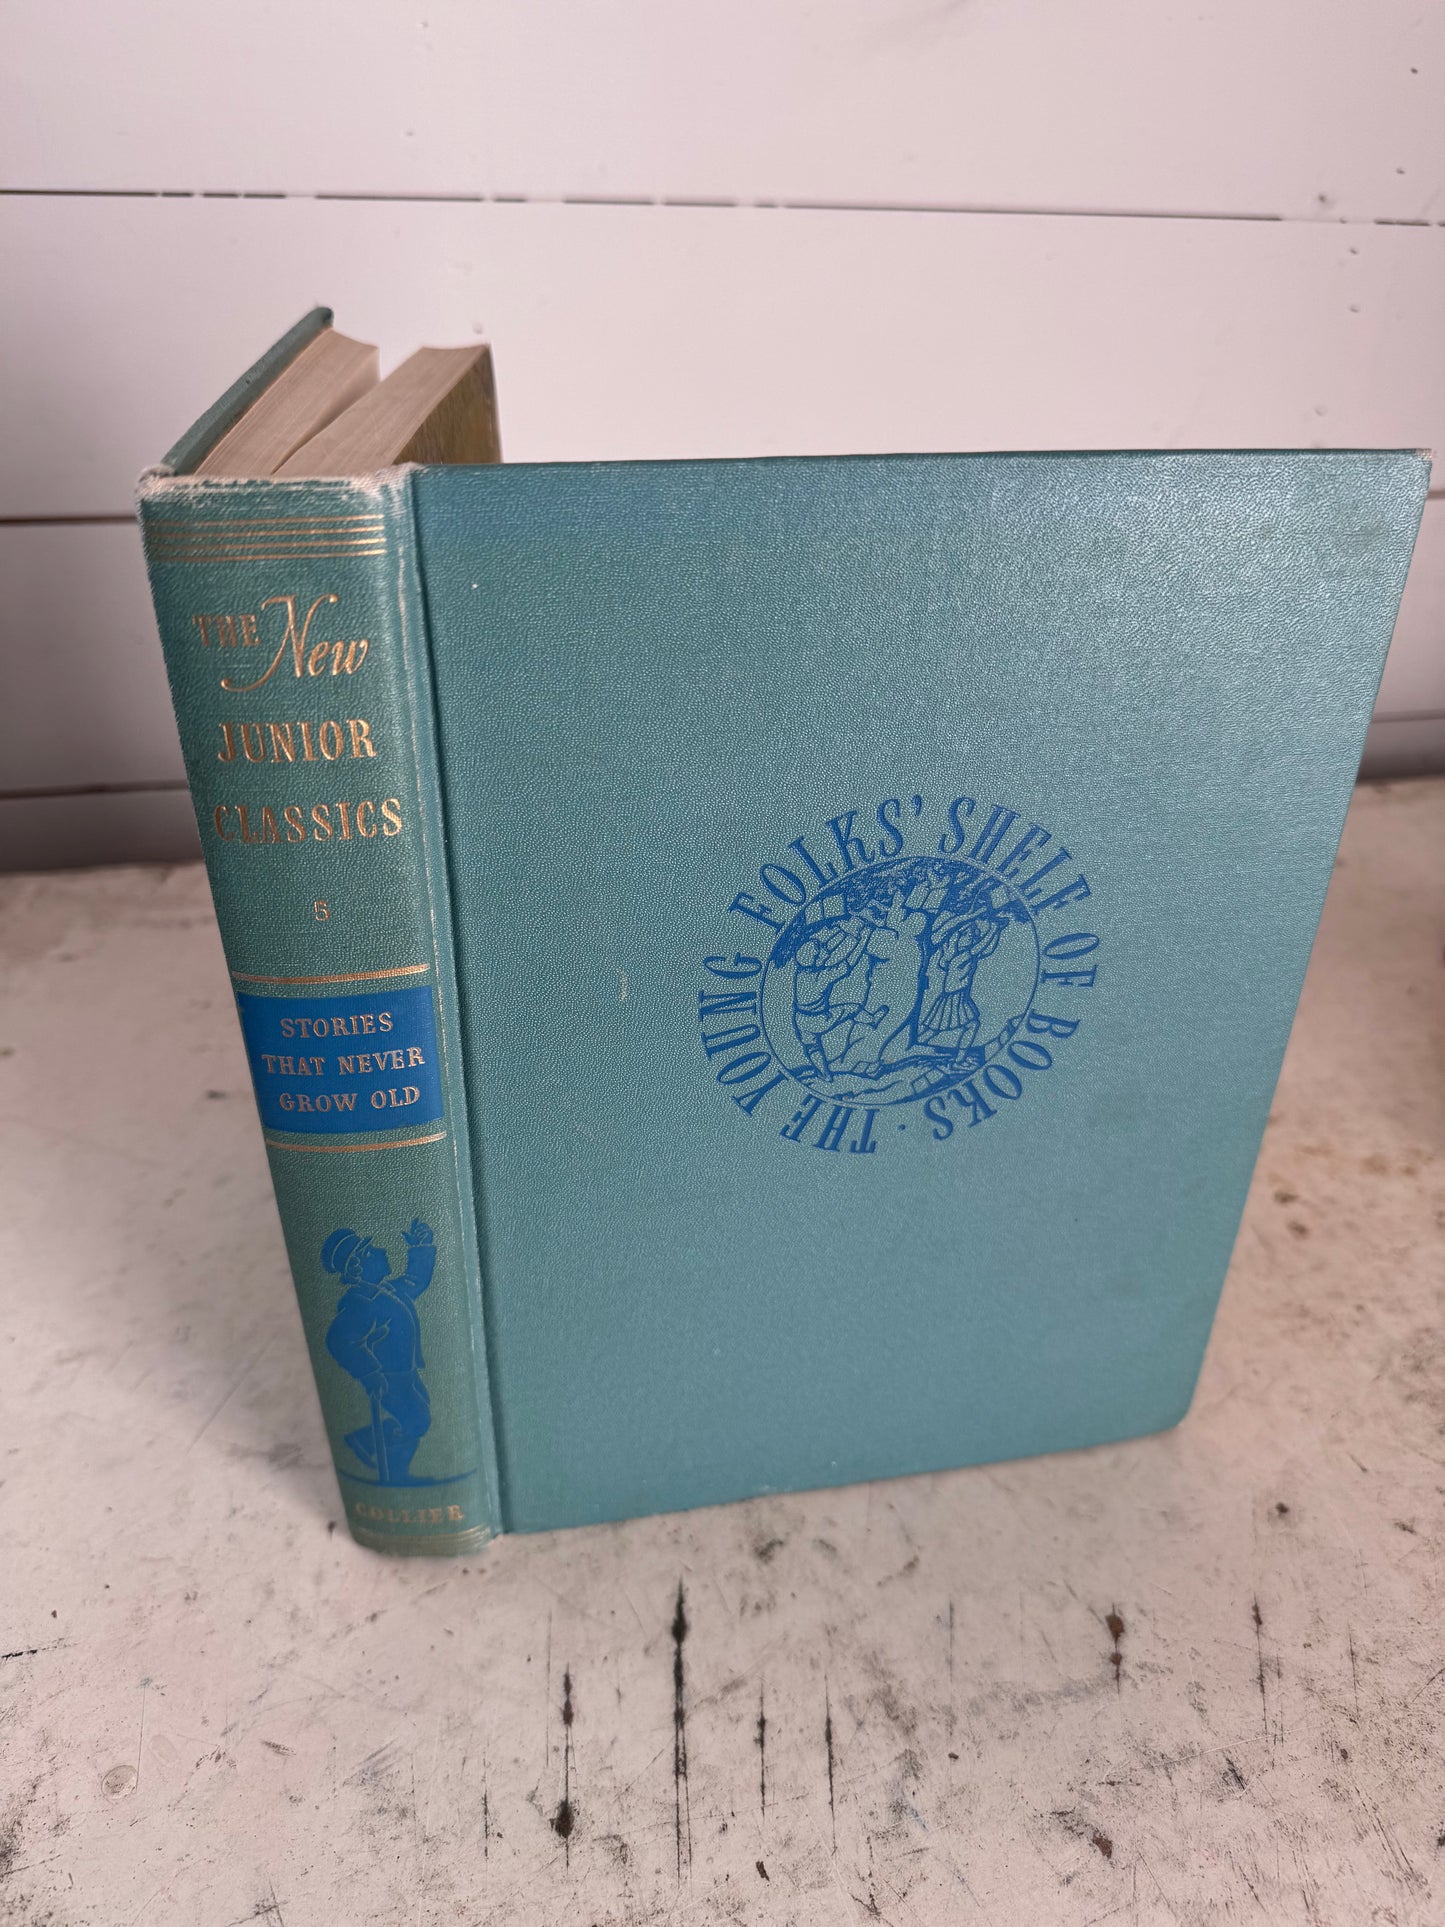 THE New
JUNIOR
CLASSICS
5
STORIES
THAT NEVER
GROW OLD
COLLIER
THE YOUNG FOLKS' SHELF OF BOOKS ·